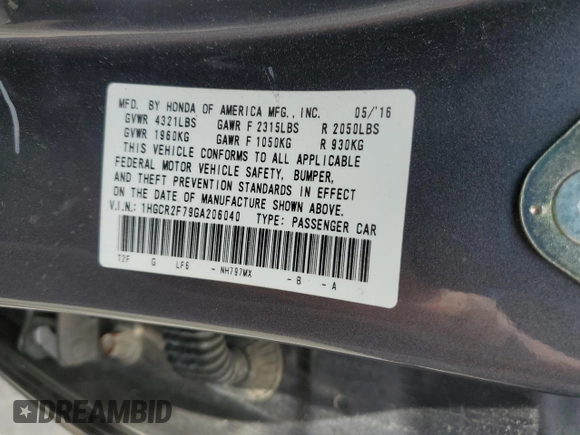 MFD. BY HONDA OF AMERICA MFG., INC. 05/'16
GVWR 4321LBS GAWR F 2315LBS R 2050LBS
GVWR 1960KG GAWR F 1050KG R 930KG
THIS VEHICLE CONFORMS TO ALL APPLICABLE
FEDERAL MOTOR VEHICLE SAFETY, BUMPER,
AND THEFT PREVENTION STANDARDS IN EFFECT
ON THE DATE OF MANUFACTURE SHOWN ABOVE.
V.I.N.: 1HGCR2F79GA206040 TYPE: PASSENGER CAR
T2F G LF6 - NH797MX - B - A
DREAMBID